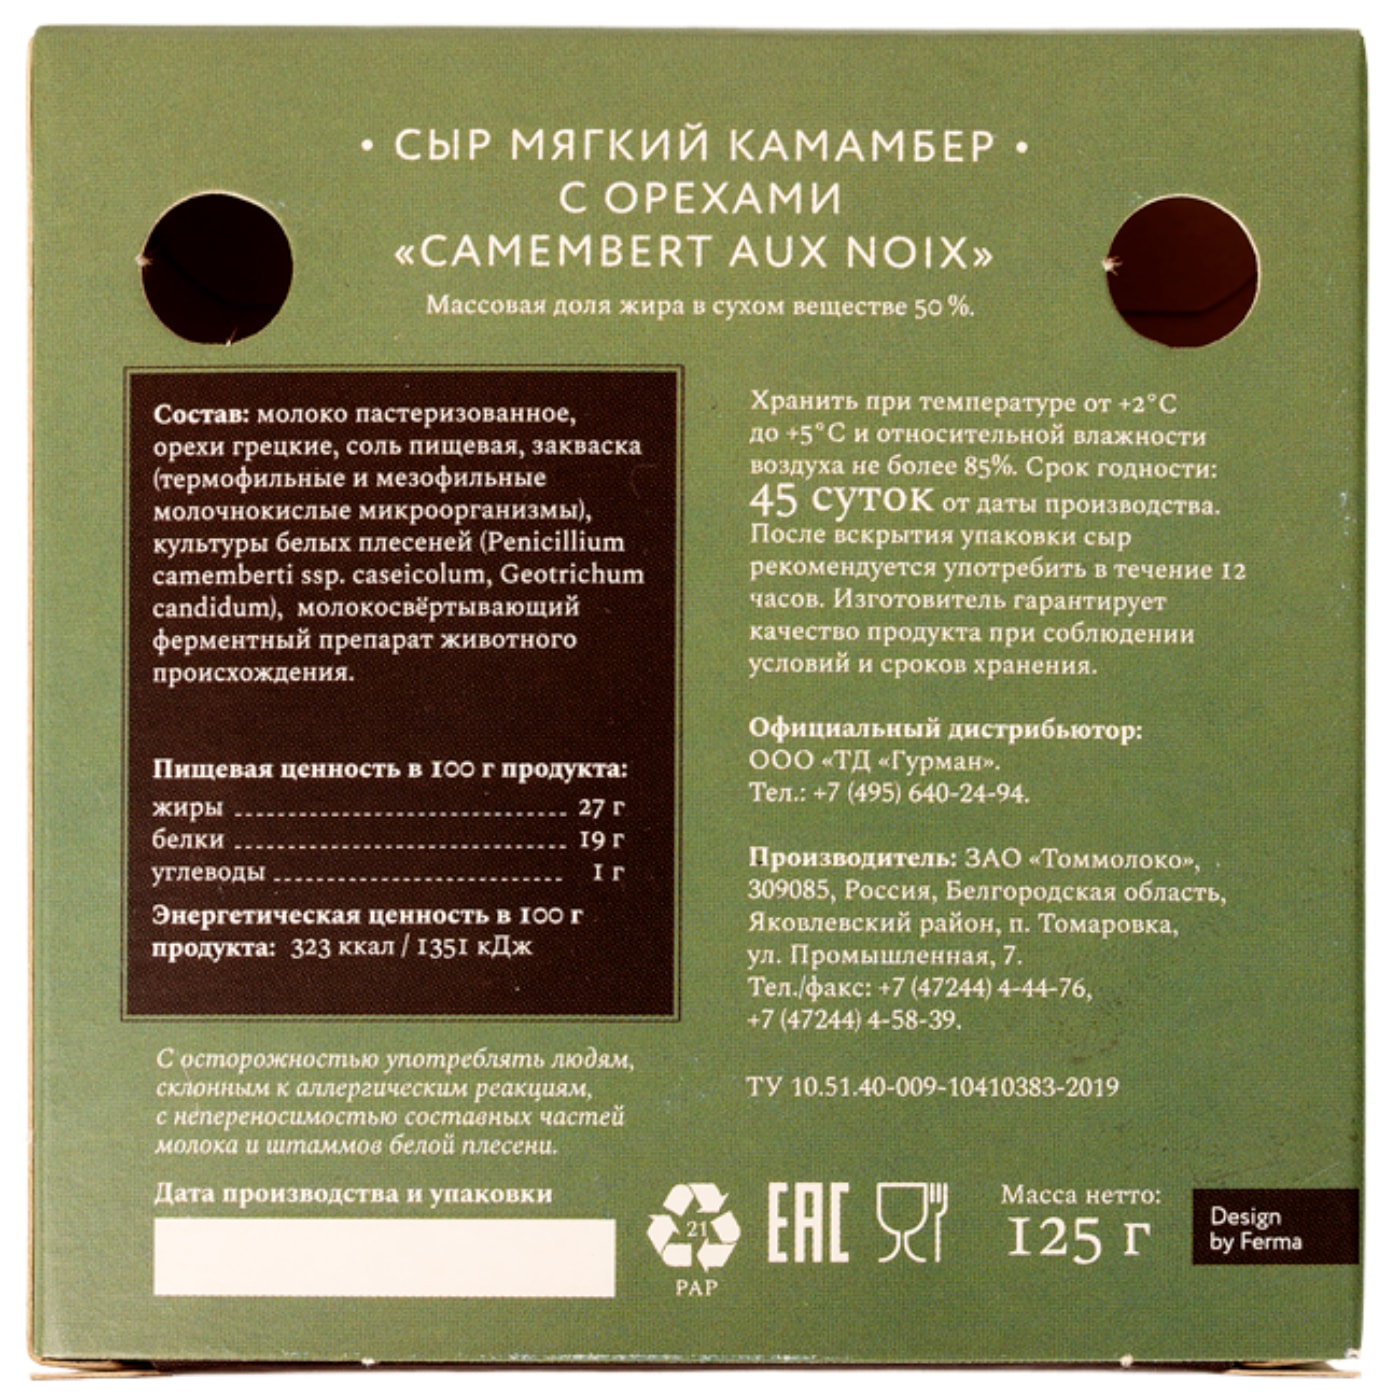 • СЫР МЯГКИЙ КАМАМБЕР •
С ОРЕХАМИ
«CAMEMBERT AUX NOIX»
Массовая доля жира в сухом веществе 50 %.
Состав: молоко пастеризованное,
орехи грецкие, соль пищевая, закваска
(термофильные и мезофильные
молочнокислые микроорганизмы),
культуры белых плесеней (Penicillium
camemberti ssp. caseicolum, Geotrichum
candidum), молокосвёртывающий
ферментный препарат животного
происхождения.
Пищевая ценность в 100 г продукта:
жиры 27 г
белки 19 г
углеводы 1 г
Энергетическая ценность в 100 г
продукта: 323 ккал / 1351 кДж
С осторожностью употреблять людям,
склонным к аллергическим реакциям,
с непереносимостью составных частей
молока и штаммов белой плесени.
Дата производства и упаковки
Хранить при температуре от +2°С
до +5°С и относительной влажности
воздуха не более 85%. Срок годности:
45 суток от даты производства.
После вскрытия упаковки сыр
рекомендуется употребить в течение 12
часов. Изготовитель гарантирует
качество продукта при соблюдении
условий и сроков хранения.
Официальный дистрибьютор:
ООО «ТД «Гурман».
Тел.: +7 (495) 640-24-94.
Производитель: ЗАО «Томмолоко»,
309085, Россия, Белгородская область,
Яковлевский район, п. Томаровка,
ул. Промышленная, 7.
Тел./факс: +7 (47244) 4-44-76,
+7 (47244) 4-58-39.
ТУ 10.51.40-009-10410383-2019
21
PAP
EAC
Масса нетто:
125 г
Design
by Ferma